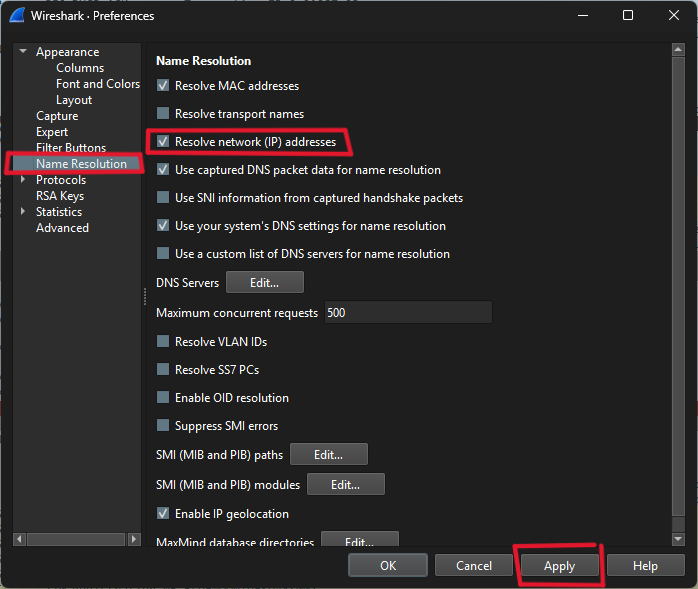 Wireshark · Preferences
Appearance
Columns
Font and Colors
Layout
Capture
Expert
Filter Buttons
Name Resolution
Protocols
RSA Keys
Statistics
Advanced
Name Resolution
Resolve MAC addresses
Resolve transport names
Resolve network (IP) addresses
Use captured DNS packet data for name resolution
Use SNI information from captured handshake packets
Use your system's DNS settings for name resolution
Use a custom list of DNS servers for name resolution
DNS Servers Edit...
Maximum concurrent requests 500
Resolve VLAN IDs
Resolve SS7 PCs
Enable OID resolution
Suppress SMI errors
SMI (MIB and PIB) paths Edit...
SMI (MIB and PIB) modules Edit...
Enable IP geolocation
MaxMind database directories Edit...
OK Cancel Apply Help